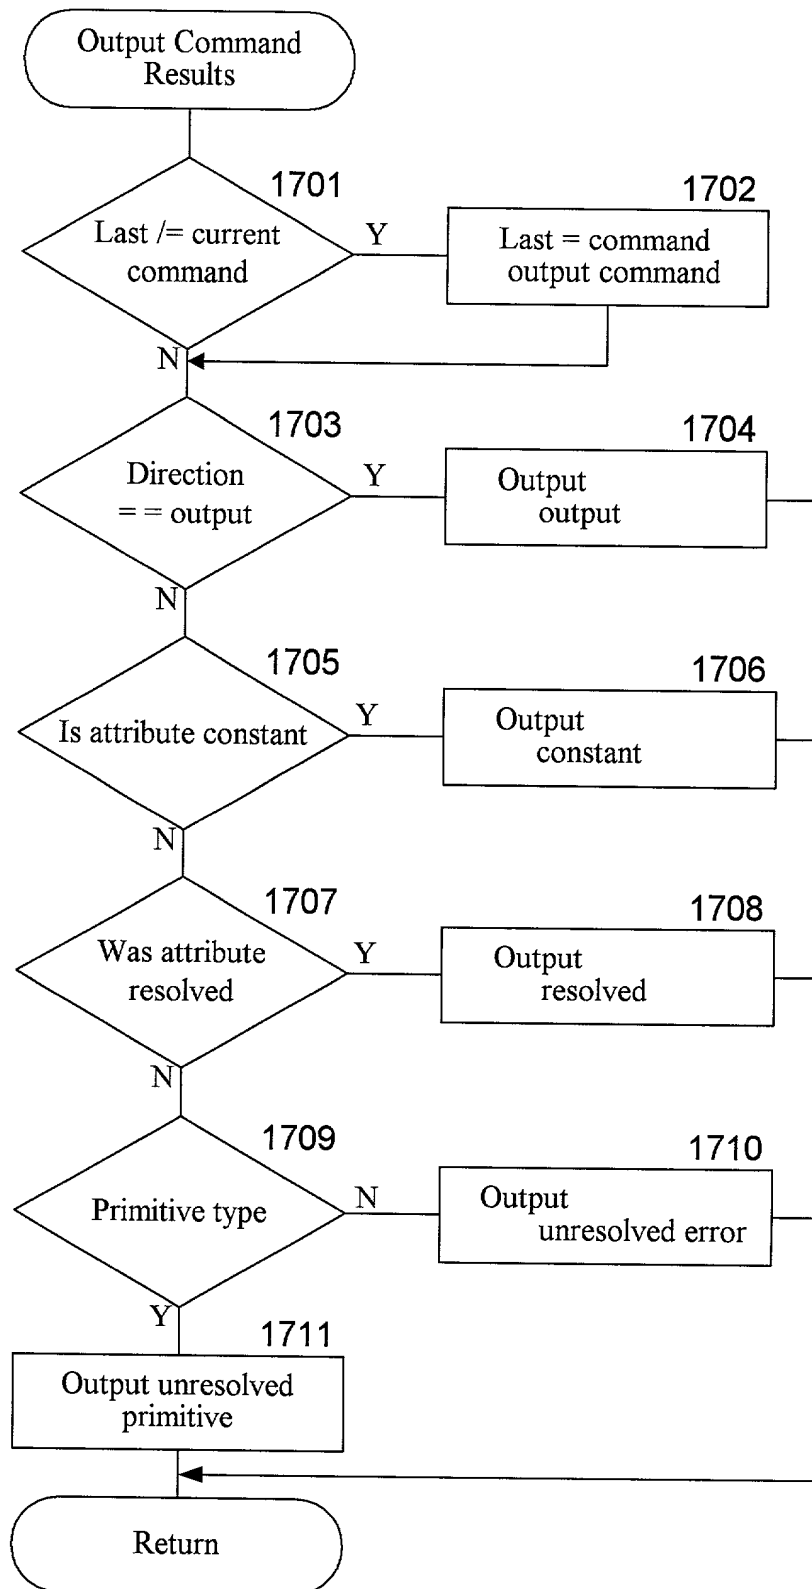 Output Command
Results
1701
Last /= current
command
Y
1702
Last = command
output command
N
1703
Direction
= = output
Y
1704
Output
output
N
1705
Is attribute constant
Y
1706
Output
constant
N
1707
Was attribute
resolved
Y
1708
Output
resolved
N
1709
Primitive type
N
1710
Output
unresolved error
Y
1711
Output unresolved
primitive
Return